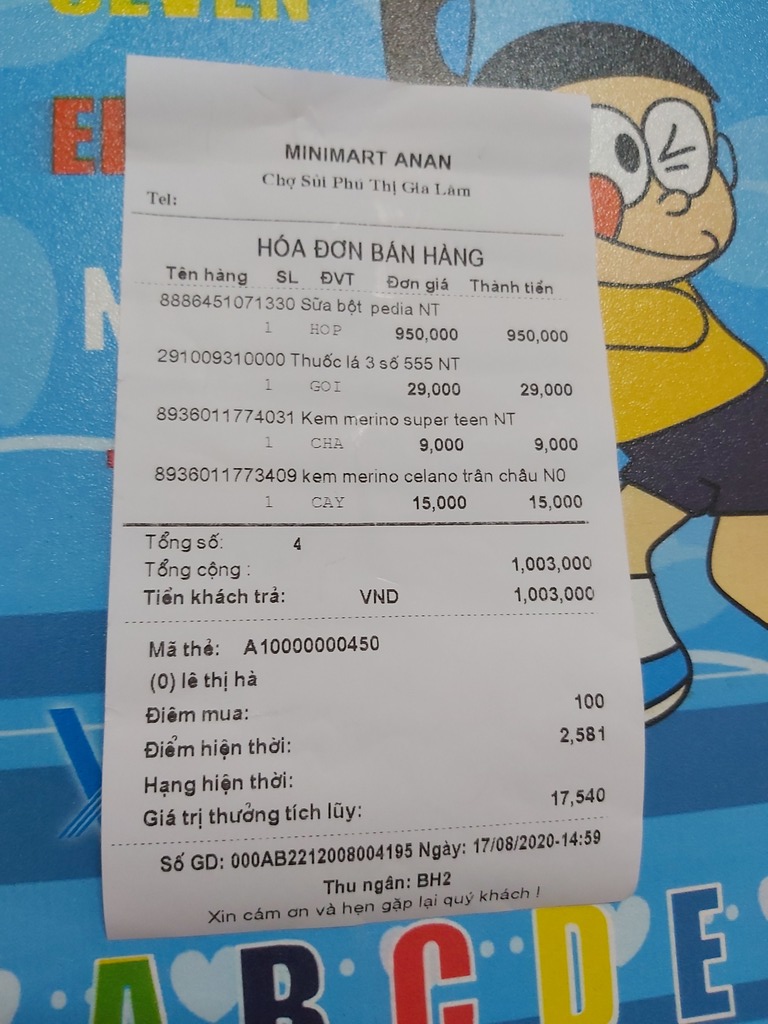 SEVEN
MINIMART ANAN
Chợ Sủi Phú Thị Gia Lâm
Tel:
HÓA ĐƠN BÁN HÀNG
Tên hàng SL ĐVT Đơn giá Thành tiền
8886451071330 Sữa bột pedia NT
1 HOP 950,000 950,000
291009310000 Thuốc lá 3 số 555 NT
1 GOI 29,000 29,000
8936011774031 Kem merino super teen NT
1 CHA 9,000 9,000
8936011773409 kem merino celano trân châu N0
1 CAY 15,000 15,000
Tổng số: 4
Tổng cộng : 1,003,000
Tiền khách trả: VND 1,003,000
Mã thẻ: A10000000450
(0) lê thị hà
Điểm mua: 100
Điểm hiện thời: 2,581
Hạng hiện thời:
Giá trị thưởng tích lũy: 17,540
Số GD: 000AB2212008004195 Ngày: 17/08/2020-14:59
Thu ngân: BH2
Xin cám ơn và hẹn gặp lại quý khách !
A B C D E